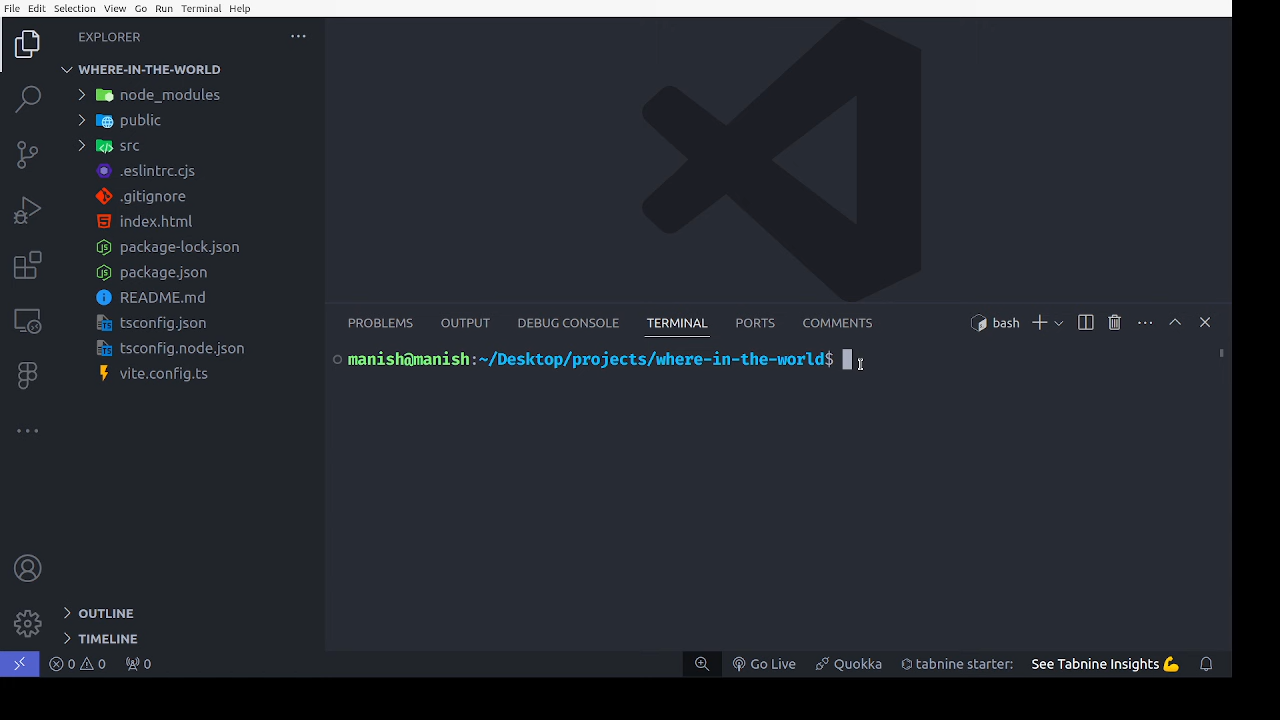 File Edit Selection View Go Run Terminal Help
EXPLORER
WHERE-IN-THE-WORLD
node_modules
public
src
.eslintrc.cjs
.gitignore
index.html
package-lock.json
package.json
README.md
tsconfig.json
tsconfig.node.json
vite.config.ts
OUTLINE
TIMELINE
PROBLEMS OUTPUT DEBUG CONSOLE TERMINAL PORTS COMMENTS bash
manish@manish:~/Desktop/projects/where-in-the-world$
0 0 0 Go Live Quokka tabnine starter: See Tabnine Insights 💪